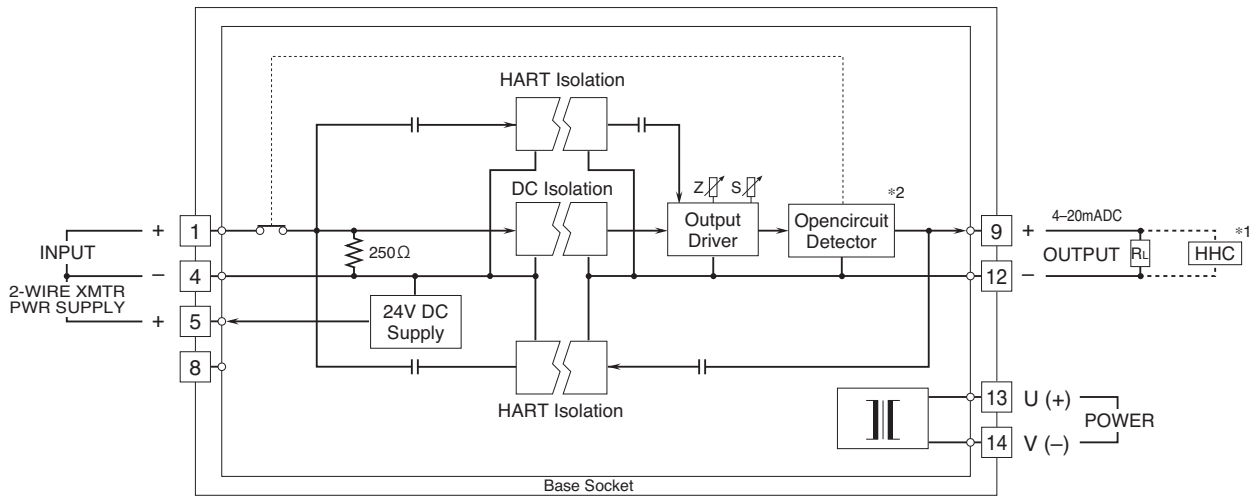 HART Isolation
DC Isolation
Z
S
*2
Output
Driver
Opencircuit
Detector
INPUT
+
1
–
4
2-WIRE XMTR
PWR SUPPLY
+
5
8
250Ω
24V DC
Supply
HART Isolation
9
+
4–20mADC
*1
OUTPUT
RL
HHC
12
–
13
U (+)
POWER
14
V (–)
Base Socket